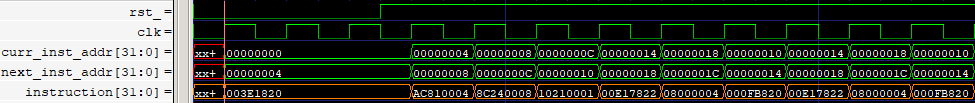 rst_=
clk=
curr_inst_addr[31:0]= xx+ 00000000 00000004 00000008 0000000C 00000014 00000018 00000010 00000014 00000018 00000010
next_inst_addr[31:0]= xx+ 00000004 00000008 0000000C 00000010 00000018 0000001C 00000014 00000018 0000001C 00000014
instruction[31:0]= xx+ 003E1820 AC810004 8C240008 10210001 00E17822 08000004 000FB820 00E17822 08000004 000FB820